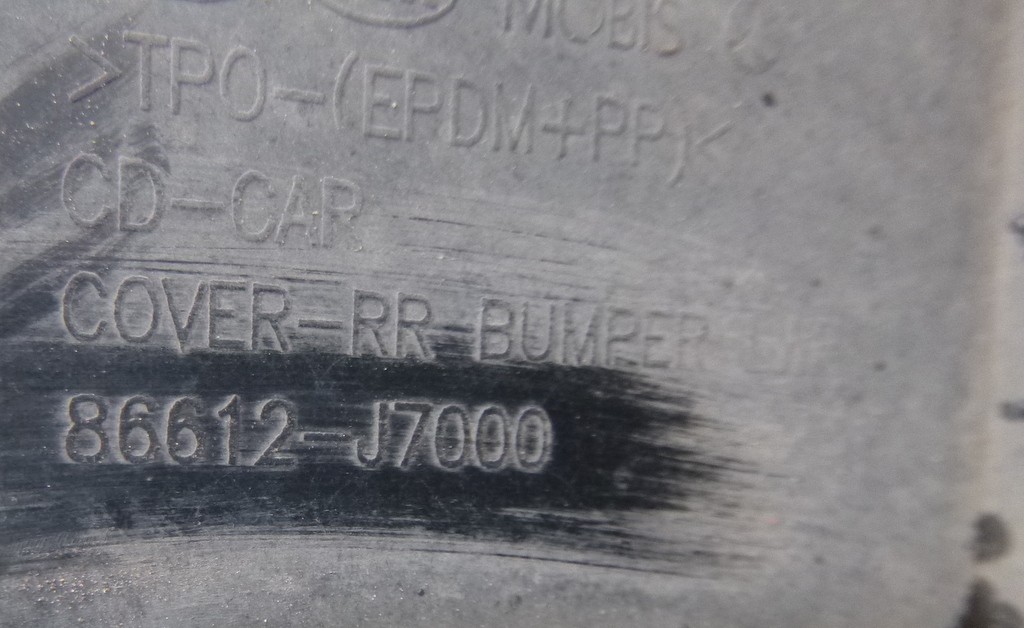 MOBIS
>TPO-(EPDM+PP)<
CD-CAR
COVER-RR-BUMPER
86612-J7000